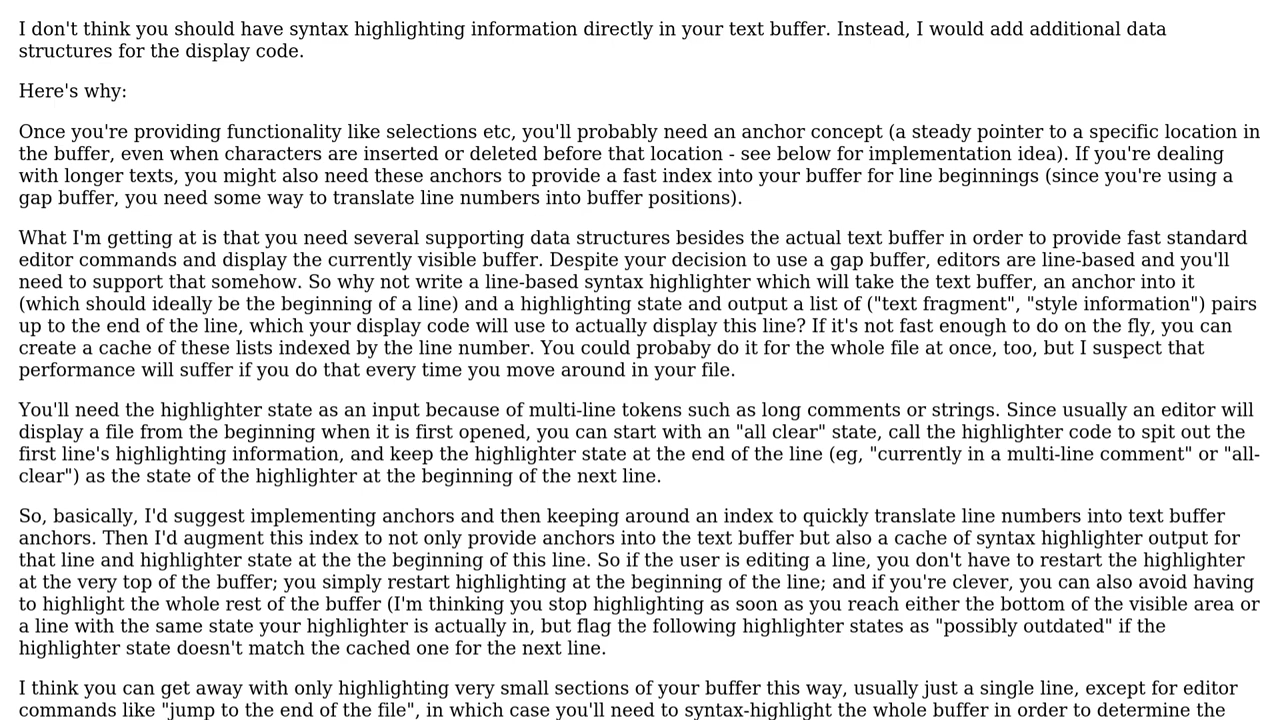 I don't think you should have syntax highlighting information directly in your text buffer. Instead, I would add additional data
structures for the display code.
Here's why:
Once you're providing functionality like selections etc, you'll probably need an anchor concept (a steady pointer to a specific location in
the buffer, even when characters are inserted or deleted before that location - see below for implementation idea). If you're dealing
with longer texts, you might also need these anchors to provide a fast index into your buffer for line beginnings (since you're using a
gap buffer, you need some way to translate line numbers into buffer positions).
What I'm getting at is that you need several supporting data structures besides the actual text buffer in order to provide fast standard
editor commands and display the currently visible buffer. Despite your decision to use a gap buffer, editors are line-based and you'll
need to support that somehow. So why not write a line-based syntax highlighter which will take the text buffer, an anchor into it
(which should ideally be the beginning of a line) and a highlighting state and output a list of ("text fragment", "style information") pairs
up to the end of the line, which your display code will use to actually display this line? If it's not fast enough to do on the fly, you can
create a cache of these lists indexed by the line number. You could probaby do it for the whole file at once, too, but I suspect that
performance will suffer if you do that every time you move around in your file.
You'll need the highlighter state as an input because of multi-line tokens such as long comments or strings. Since usually an editor will
display a file from the beginning when it is first opened, you can start with an "all clear" state, call the highlighter code to spit out the
first line's highlighting information, and keep the highlighter state at the end of the line (eg, "currently in a multi-line comment" or "all-
clear") as the state of the highlighter at the beginning of the next line.
So, basically, I'd suggest implementing anchors and then keeping around an index to quickly translate line numbers into text buffer
anchors. Then I'd augment this index to not only provide anchors into the text buffer but also a cache of syntax highlighter output for
that line and highlighter state at the the beginning of this line. So if the user is editing a line, you don't have to restart the highlighter
at the very top of the buffer; you simply restart highlighting at the beginning of the line; and if you're clever, you can also avoid having
to highlight the whole rest of the buffer (I'm thinking you stop highlighting as soon as you reach either the bottom of the visible area or
a line with the same state your highlighter is actually in, but flag the following highlighter states as "possibly outdated" if the
highlighter state doesn't match the cached one for the next line.
I think you can get away with only highlighting very small sections of your buffer this way, usually just a single line, except for editor
commands like "jump to the end of the file", in which case you'll need to syntax-highlight the whole buffer in order to determine the